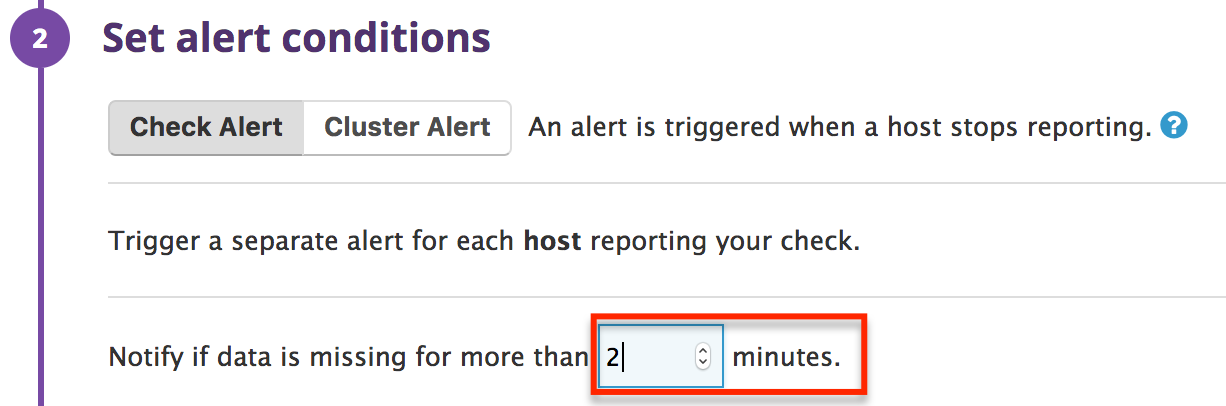 2
Set alert conditions
Check Alert Cluster Alert An alert is triggered when a host stops reporting. ?
Trigger a separate alert for each host reporting your check.
Notify if data is missing for more than 2 minutes.